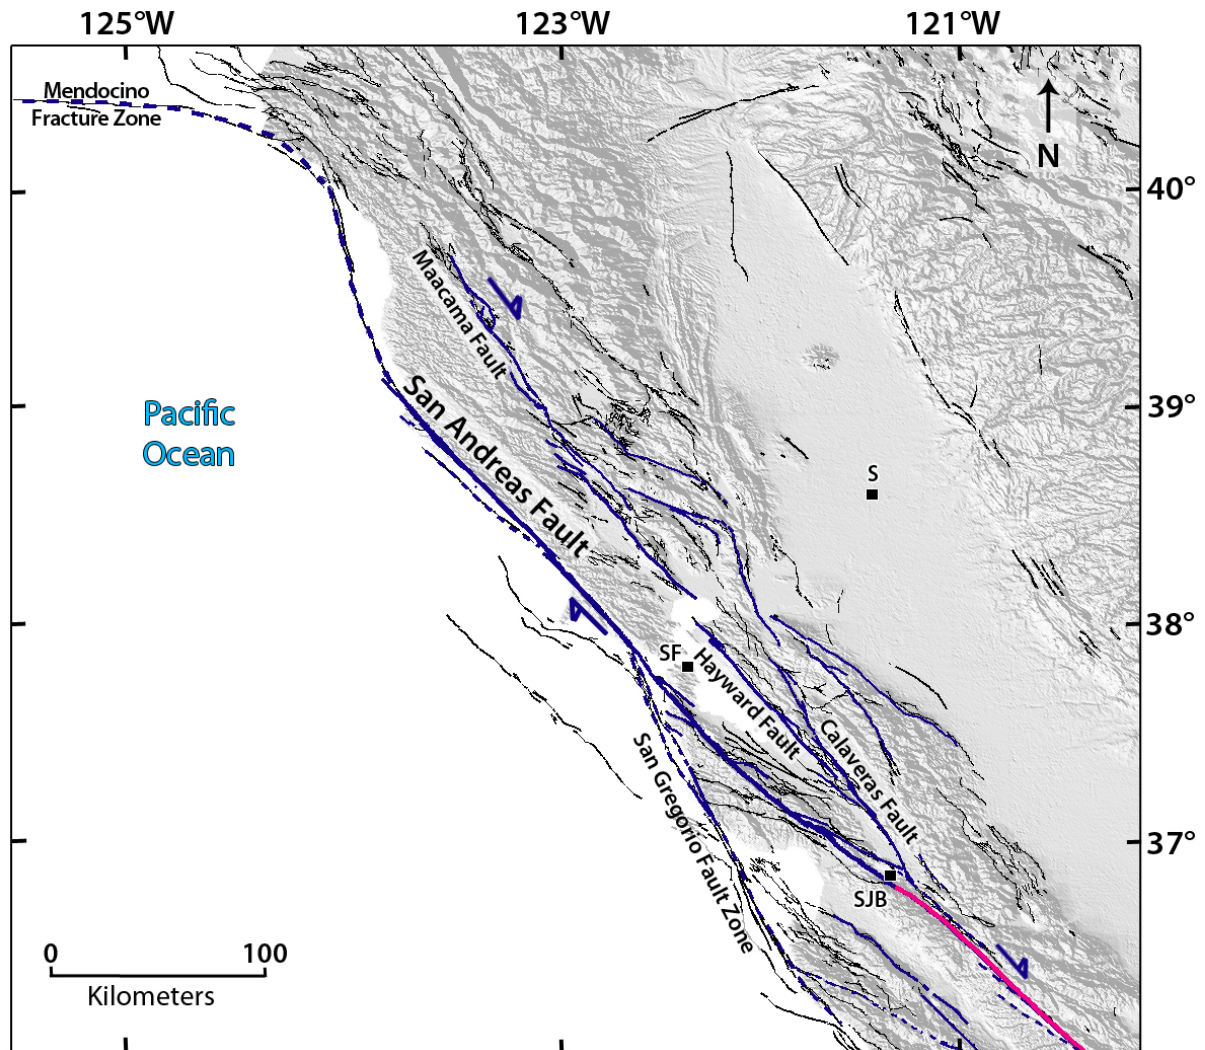 125°W 123°W 121°W
Mendocino
Fracture Zone
N
40°
Maacama Fault
39°
San Andreas Fault
Pacific
Ocean
S
38°
SF
Hayward Fault
Calaveras Fault
San Gregorio Fault Zone
37°
SJB
0 100
Kilometers